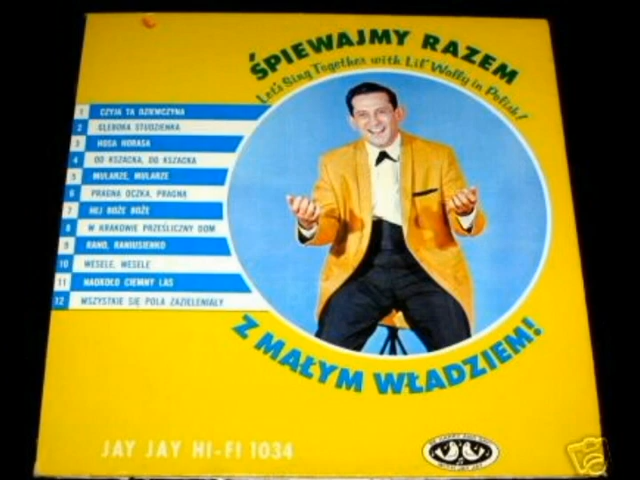 ŚPIEWAJMY RAZEM
Let's Sing Together with Lil' Wally in Polish!
1 CZYJA TA DZIEWCZYNA
2 GLEBOKA STUDZIENKA
3 HOSA HORASA
4 OD KSZACKA, DO KSZACKA
5 MULARZE, MULARZE
6 PRAGNA OCZKA, PRAGNA
7 HEJ BOŻE BOŻE
8 W KRAKOWIE PRZEŚLICZNY DOM
9 RANO, RANIUSIENKO
10 WESELE, WESELE
11 NAOKOŁO CIEMNY LAS
12 WSZYSTKIE SIĘ POLA ZAZIELENIAŁY
Z MAŁYM WŁADZIEM!
JAY JAY HI-FI 1034